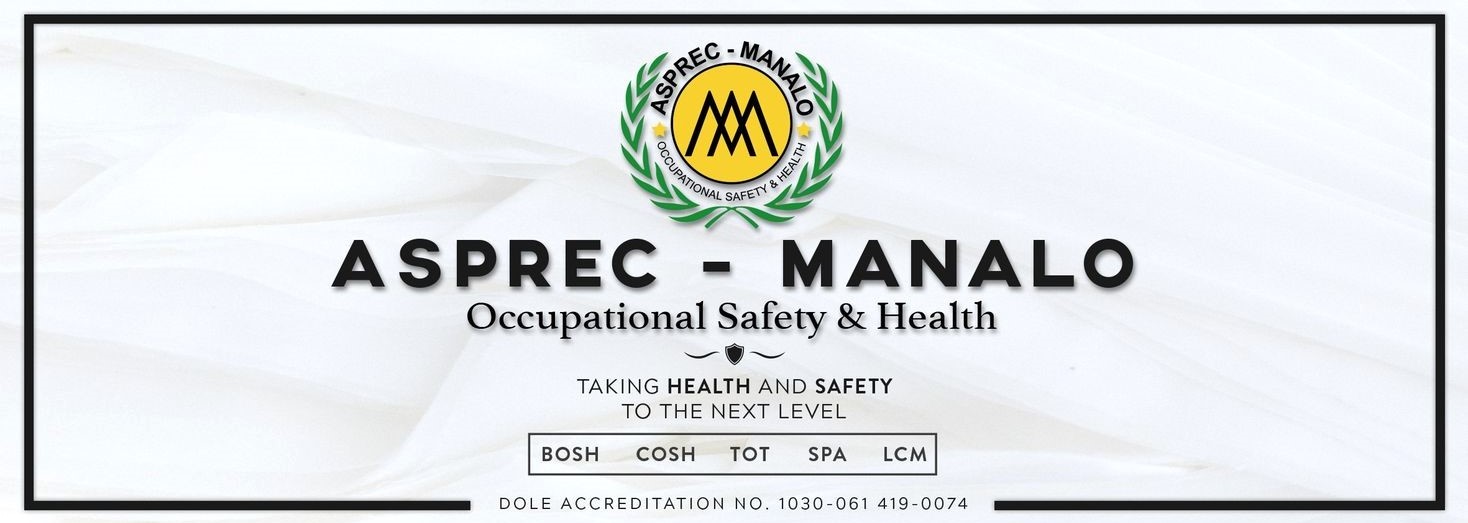 ASPREC - MANALO
OCCUPATIONAL SAFETY & HEALTH
ASPREC - MANALO
Occupational Safety & Health
TAKING HEALTH AND SAFETY
TO THE NEXT LEVEL
BOSH COSH TOT SPA LCM
DOLE ACCREDITATION NO. 1030-061 419-0074